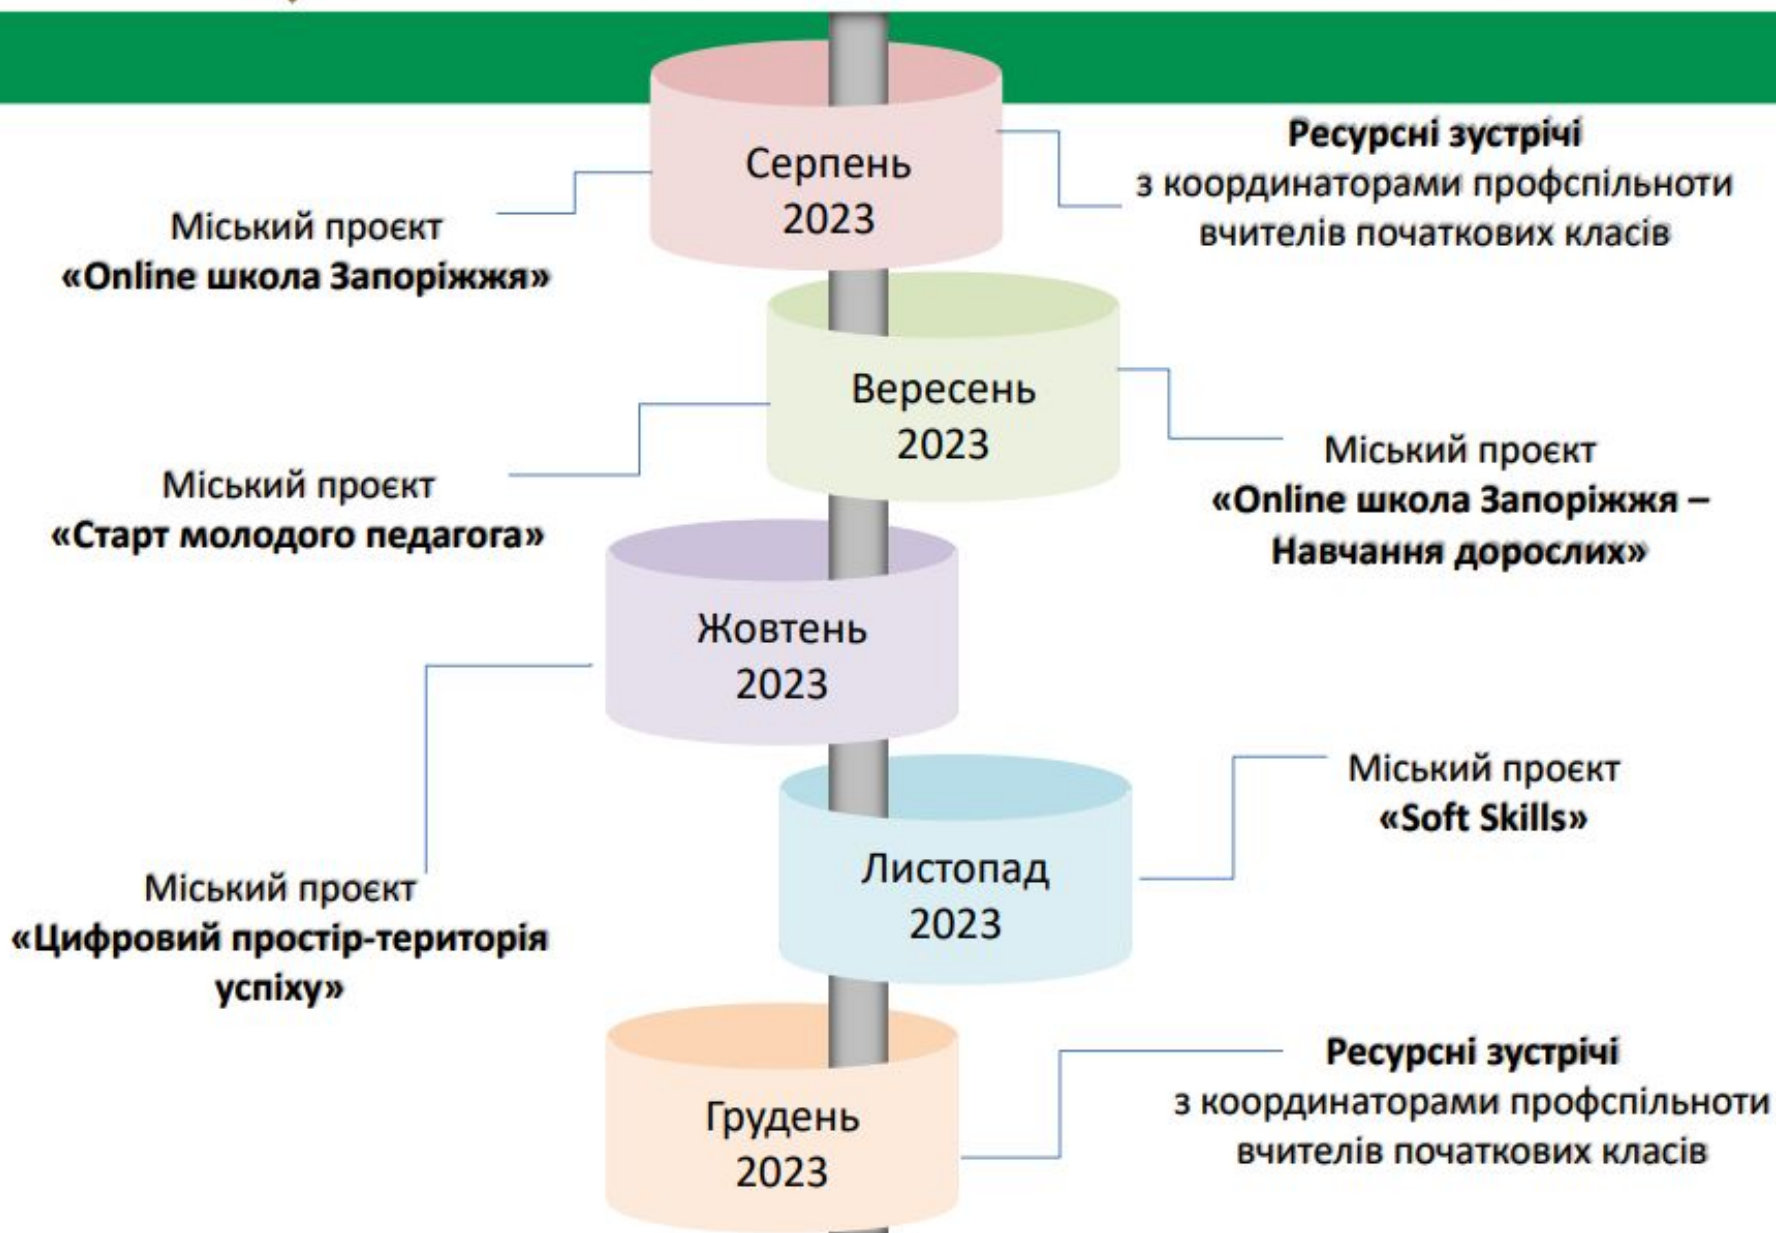 Серпень
2023
Міський проєкт
«Online школа Запоріжжя»
Ресурсні зустрічі
з координаторами профспільноти
вчителів початкових класів
Вересень
2023
Міський проєкт
«Старт молодого педагога»
Міський проєкт
«Online школа Запоріжжя –
Навчання дорослих»
Жовтень
2023
Міський проєкт
«Цифровий простір-територія
успіху»
Листопад
2023
Міський проєкт
«Soft Skills»
Грудень
2023
Ресурсні зустрічі
з координаторами профспільноти
вчителів початкових класів